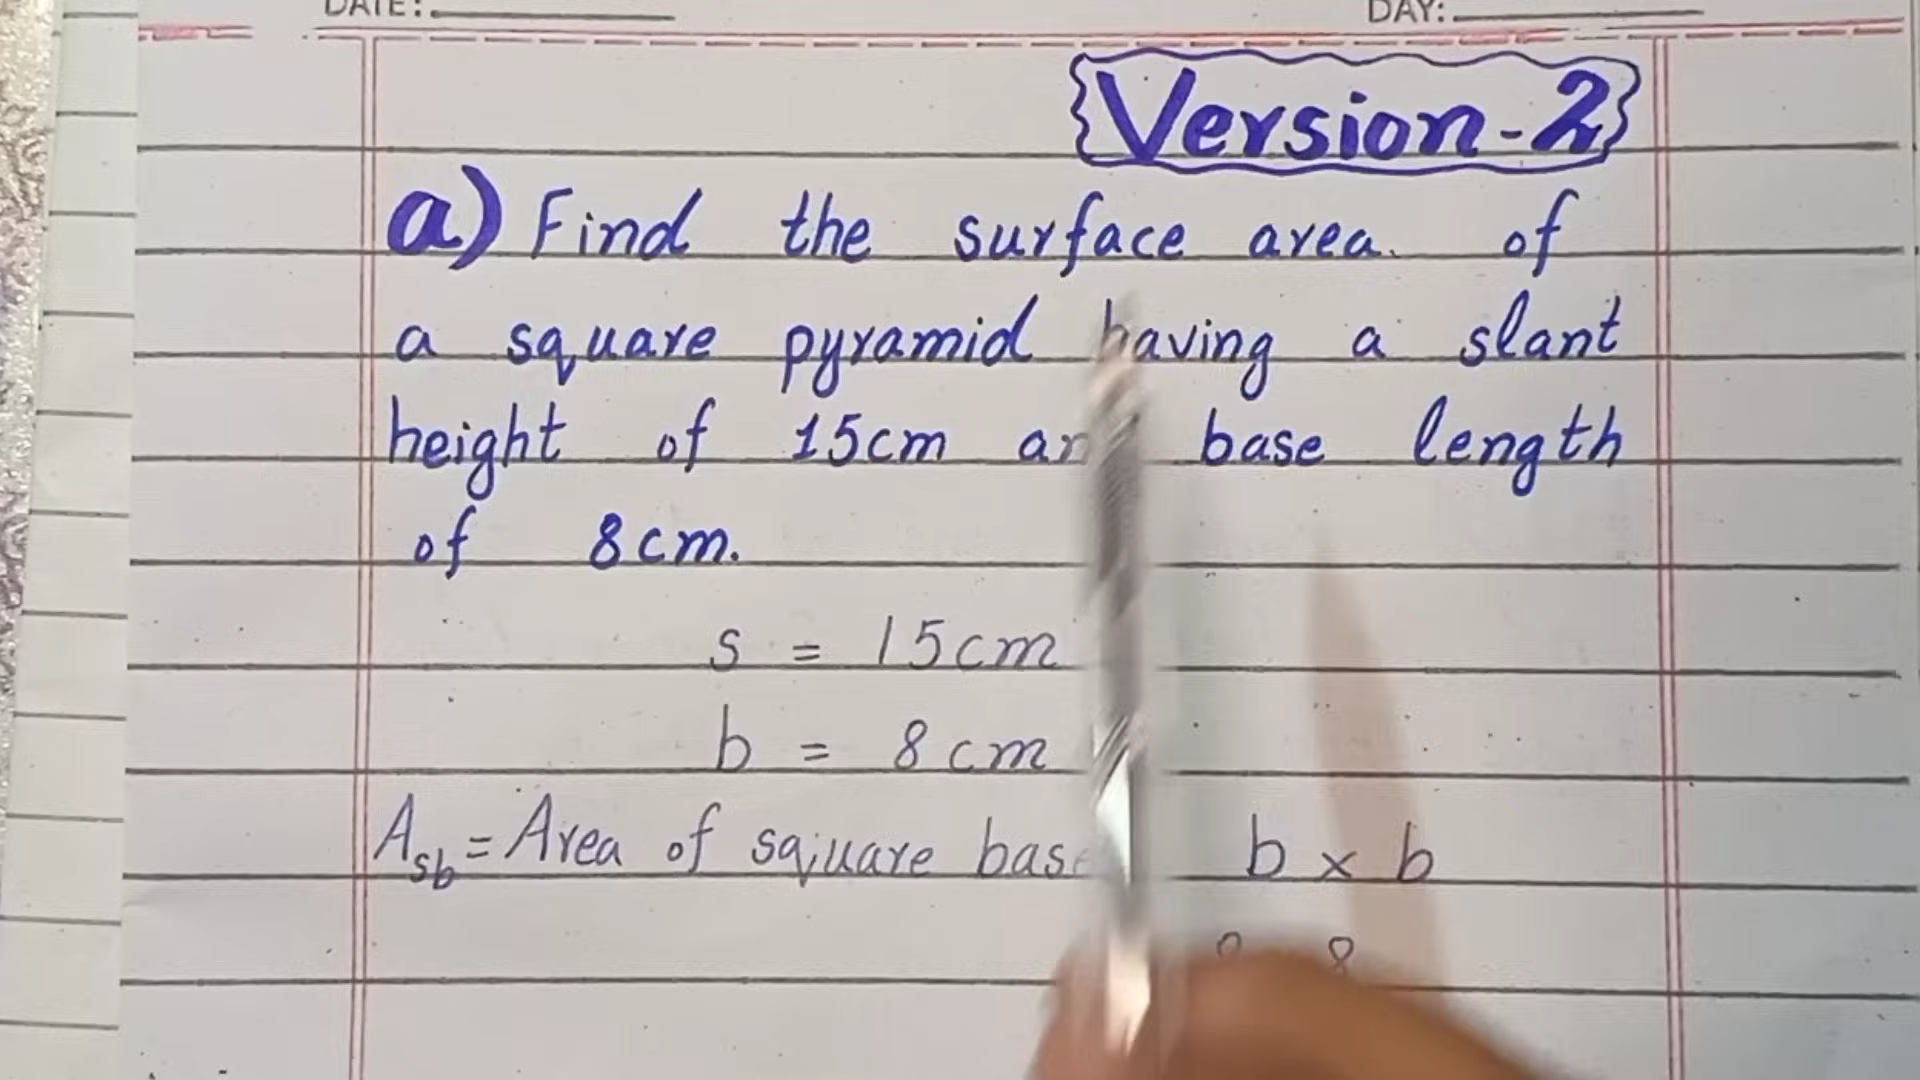 DATE: DAY:
Version-2
a) Find the surface area. of
a square pyramid having a slant
height of 15cm base length
of 8cm.
s = 15cm
b = 8cm
Asb = Area of square b x b
8